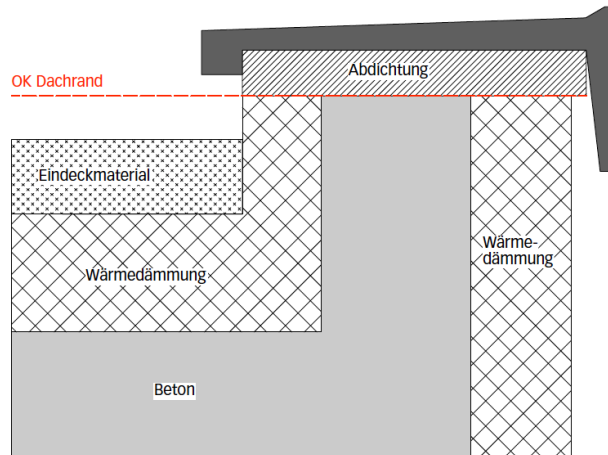 OK Dachrand
Abdichtung
Eindeckmaterial
Wärmedämmung
Wärme-
dämmung
Beton